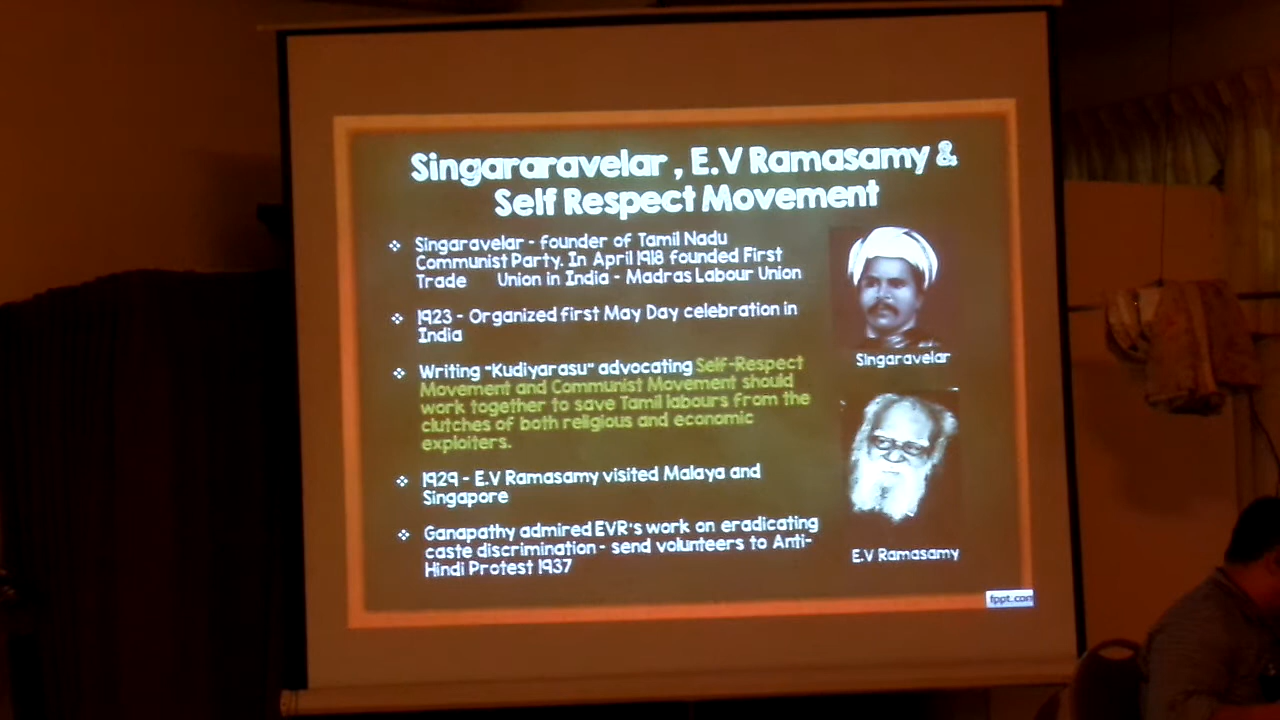 Singararavelar , E.V Ramasamy &
Self Respect Movement
❖ Singaravelar - founder of Tamil Nadu
Communist Party. In April 1918 founded First
Trade Union in India - Madras Labour Union
❖ 1923 - Organized first May Day celebration in
India
❖ Writing "Kudiyarasu" advocating Self-Respect
Movement and Communist Movement should
work together to save Tamil labours from the
clutches of both religious and economic
exploiters.
❖ 1929 - E.V Ramasamy visited Malaya and
Singapore
❖ Ganapathy admired EVR's work on eradicating
caste discrimination - send volunteers to Anti-
Hindi Protest 1937
Singaravelar
E.V Ramasamy
fppt.com